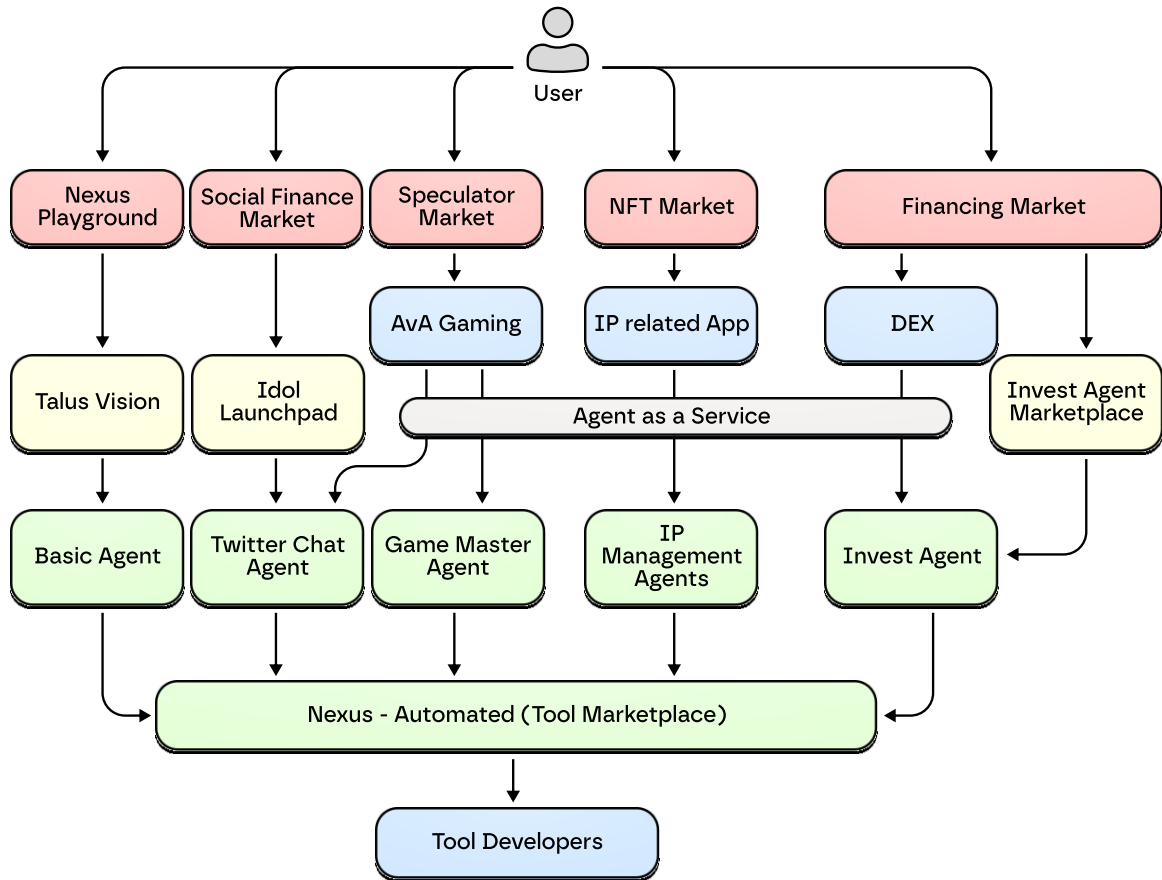 User
Nexus
Playground
Social Finance
Market
Speculator
Market
NFT Market
Financing Market
AvA Gaming
IP related App
DEX
Talus Vision
Idol
Launchpad
Invest Agent
Marketplace
Agent as a Service
Basic Agent
Twitter Chat
Agent
Game Master
Agent
IP
Management
Agents
Invest Agent
Nexus - Automated (Tool Marketplace)
Tool Developers